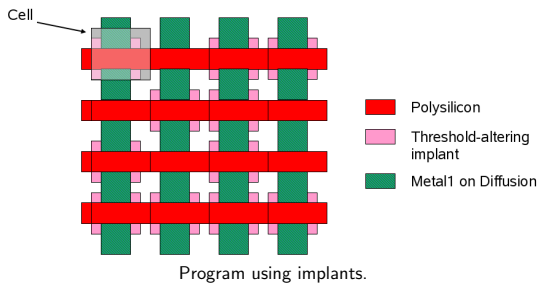 Cell
Polysilicon
Threshold-altering
implant
Metal1 on Diffusion
Program using implants.